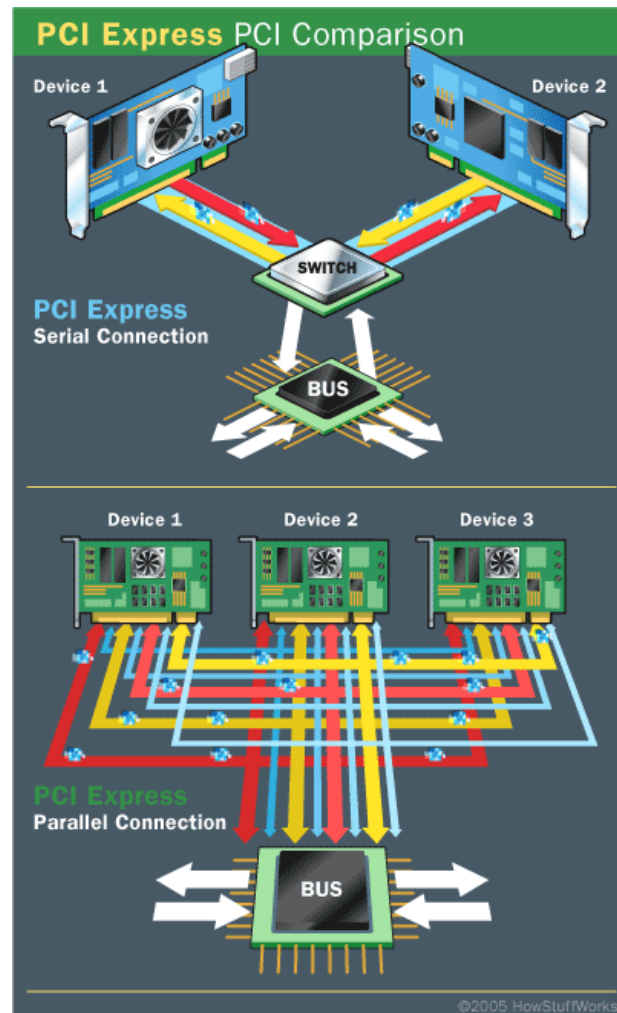 PCI Express PCI Comparison
Device 1
Device 2
SWITCH
PCI Express
Serial Connection
BUS
Device 1
Device 2
Device 3
PCI Express
Parallel Connection
BUS
©2005 HowStuffWorks